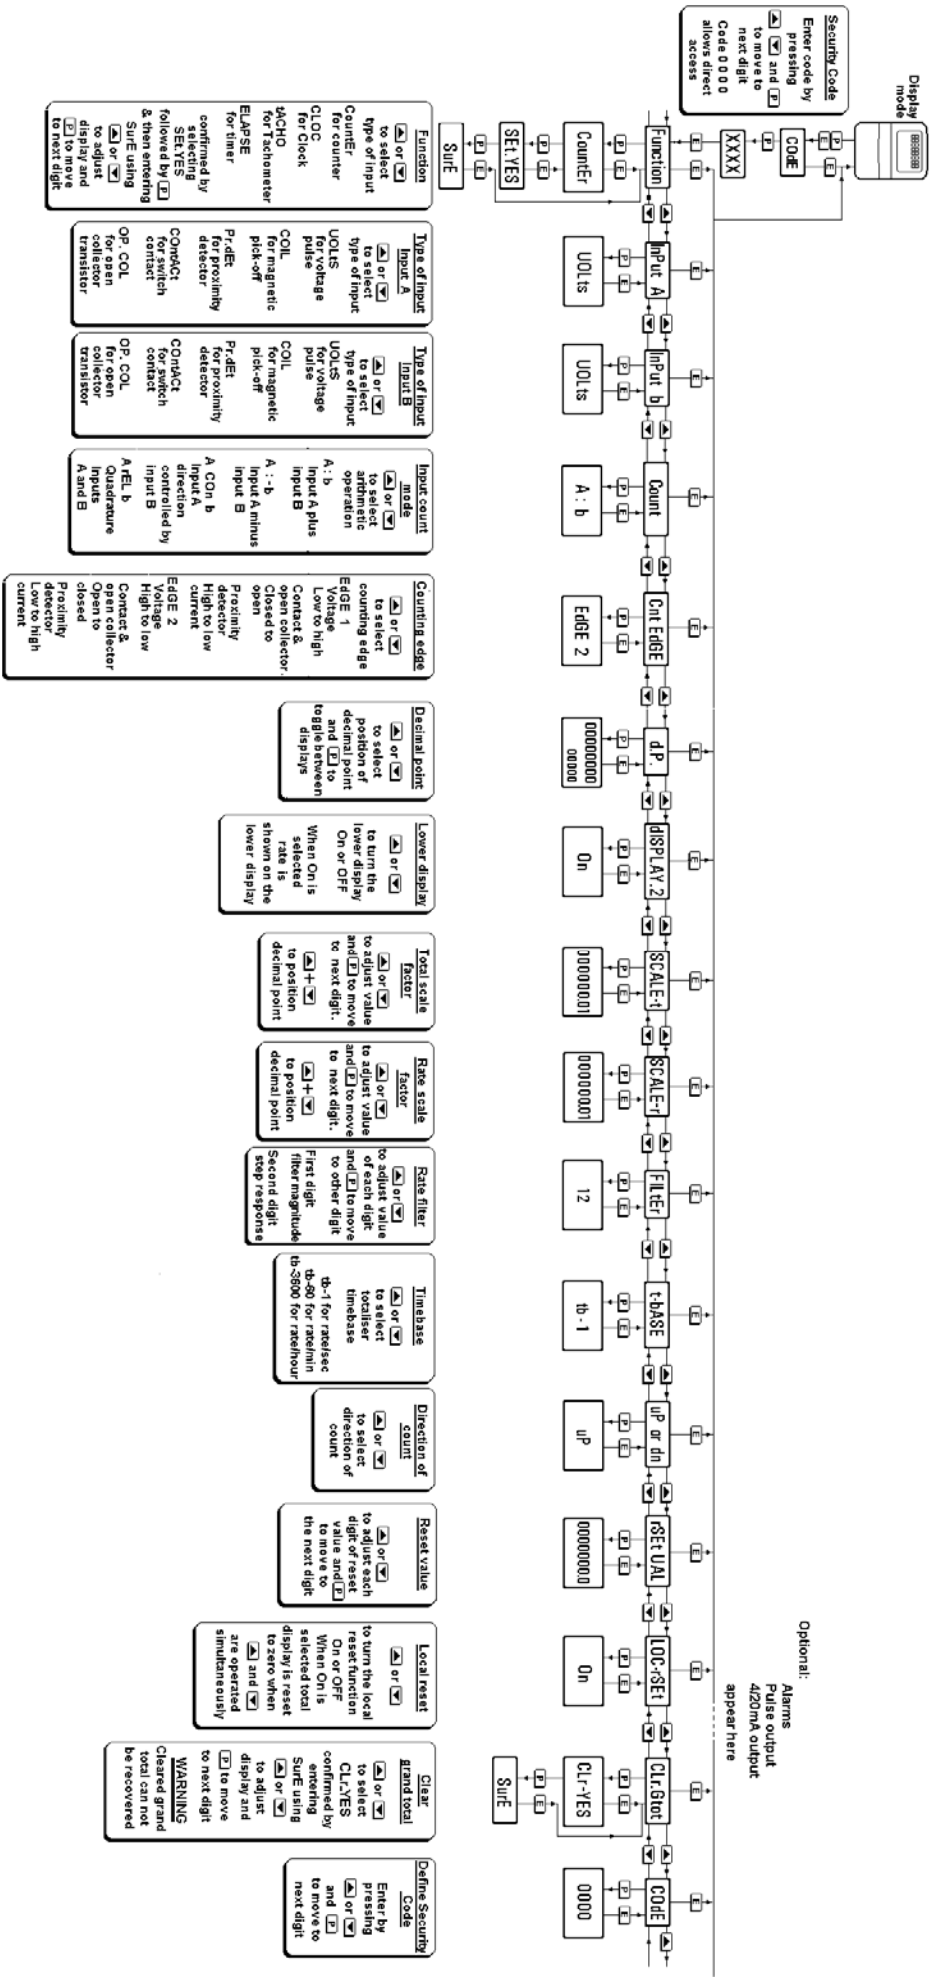 Display
mode
Security Code
Enter code by
pressing
▲ ▼ and P
to move to
next digit
Code 0 0 0 0
allows direct
access
P
E
COdE
P
E
P
XXXX
P
E
Optional:
Alarms
Pulse output
4/20mA output
appear here
Function
P
E
CountEr
P
E
SEt.YES
P
E
SurE
Function
▲ or ▼
to select
type of input
CountEr
for counter
CLOC
for Clock
tACHO
for Tachometer
ELAPSE
for timer
confirmed by
selecting
SEt.YES
followed by P
& then entering
SurE using
▲ or ▼
to adjust
display and
P to move
to next digit
E
InPut A
P
E
UOLts
Type of input
Input A
▲ or ▼
to select
type of input
UOLtS
for voltage
pulse
COIL
for magnetic
pick-off
Pr.dEt
for proximity
detector
COntACt
for switch
contact
OP. COL
for open
collector
transistor
E
InPut b
P
E
UOLts
Type of input
Input B
▲ or ▼
to select
type of input
UOLtS
for voltage
pulse
COIL
for magnetic
pick-off
Pr.dEt
for proximity
detector
COntACt
for switch
contact
OP. COL
for open
collector
transistor
E
Count
P
E
A : b
Input count
mode
▲ or ▼
to select
arithmetic
operation
A : b
Input A plus
input B
A : -b
Input A minus
input B
A COn b
Input A
direction
controlled by
input B
A rEL b
Quadrature
Inputs
A and B
E
Cnt EdGE
P
E
EdGE 2
Counting edge
▲ or ▼
to select
counting edge
EdGE 1
Voltage
Low to high
Contact &
open collector.
Closed to
open
Proximity
detector
High to low
current
EdGE 2
Voltage
High to low
Contact &
open collector
Open to
closed
Proximity
detector
Low to high
current
E
d.P.
P
E
00000000
00000
Decimal point
▲ or ▼
to select
position of
decimal point
and P to
toggle between
displays
E
dISPLAY.2
P
E
On
Lower display
▲ or ▼
to turn the
lower display
On or OFF
When On is
selected
rate is
shown on the
lower display
E
SCALE-t
P
E
000000.01
Total scale
factor
▲ or ▼
to adjust value
and P to move
to next digit.
▲ + ▼
to position
decimal point
E
SCALE-r
P
E
000000.01
Rate scale
factor
▲ or ▼
to adjust value
and P to move
to next digit.
▲ + ▼
to position
decimal point
E
FILtEr
P
E
12
Rate filter
▲ or ▼
to adjust value
of each digit
and P to move
to other digit
First digit
filter magnitude
Second digit
step response
E
t-bASE
P
E
tb - 1
Timebase
▲ or ▼
to select
totaliser
timebase
tb-1 for rate/sec
tb-60 for rate/min
tb-3600 for rate/hour
E
uP or dn
P
E
uP
Direction of
count
▲ or ▼
to select
direction of
count
E
rSEt UAL
P
E
0000000.0
Reset value
▲ or ▼
to adjust each
digit of reset
value and P
to move to
the next digit
E
LOC-rSEt
P
E
On
Local reset
▲ or ▼
to turn the local
reset function
On or OFF
When On is
selected total
display is reset
to zero when
▲ and ▼
are operated
simultaneously
E
CLr.Gtot
P
E
CLr-YES
P
E
SurE
Clear
grand total
▲ or ▼
to select
CLr.YES
confirmed by
entering
SurE using
▲ or ▼
to adjust
display and
P to move
to next digit
WARNING
Cleared grand
total can not
be recovered
E
COdE
P
E
0000
Define Security
Code
Enter by
pressing
▲ or ▼
and P
to move to
next digit